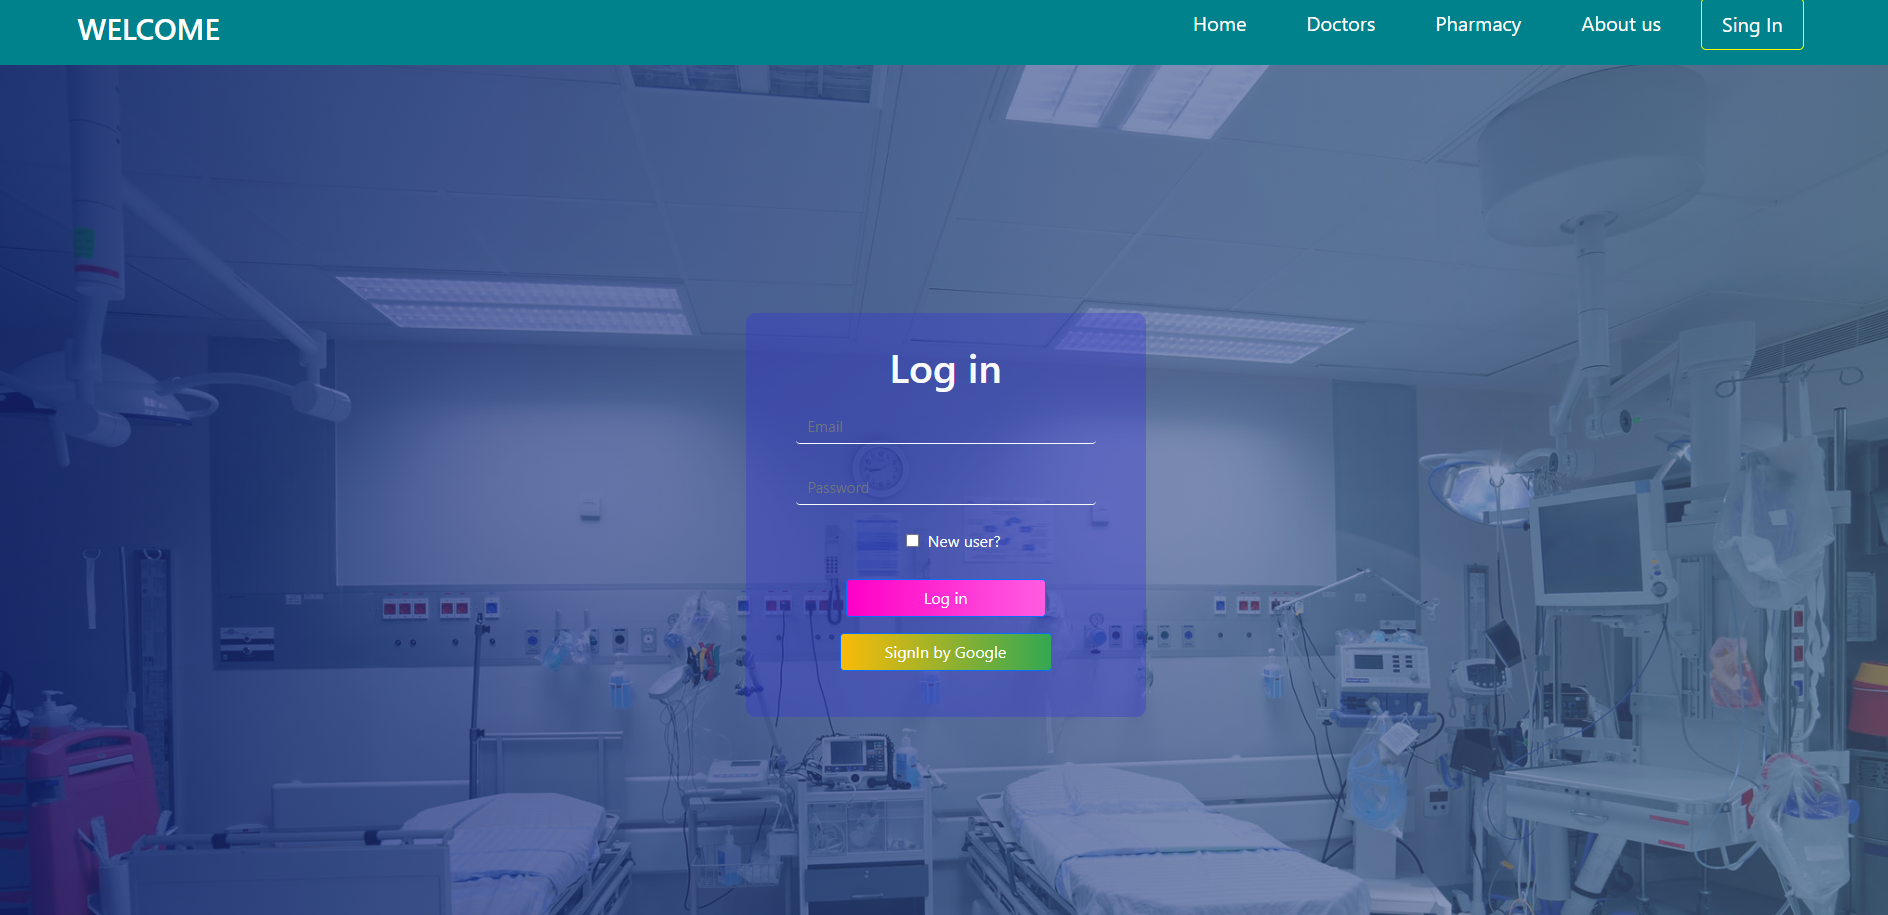 WELCOME
Home
Doctors
Pharmacy
About us
Sing In
Log in
Email
Password
New user?
Log in
SignIn by Google